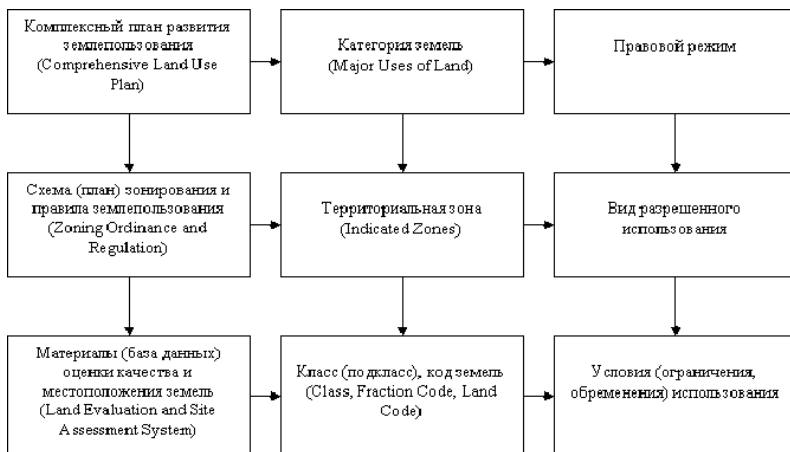 Комплексный план развития
землепользования
(Comprehensive Land Use
Plan)
Категория земель
(Major Uses of Land)
Правовой режим
Схема (план) зонирования и
правила землепользования
(Zoning Ordinance and
Regulation)
Территориальная зона
(Indicated Zones)
Вид разрешенного
использования
Материалы (база данных)
оценки качества и
местоположения земель
(Land Evaluation and Site
Assessment System)
Класс (подкласс), код земель
(Class, Fraction Code, Land
Code)
Условия (ограничения,
обременения) использования